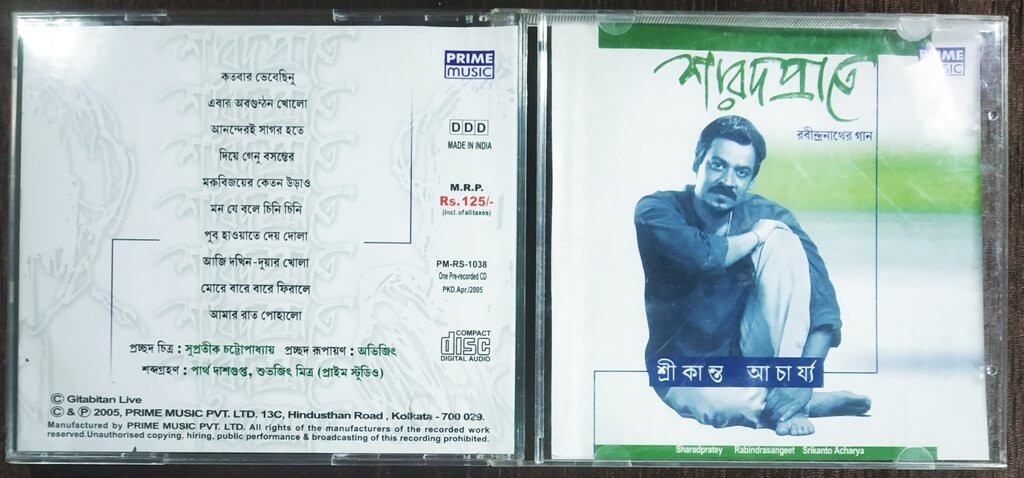 শারদপ্রাতে
PRIME
MUSIC
কতবার ভেবেছিনু
এবার অবগুণ্ঠন খোলো
আনন্দেরই সাগর হতে
দিয়ে গেনু বসন্তের
মরুবিজয়ের কেতন উড়াও
মন যে বলে চিনি চিনি
পুব হাওয়াতে দেয় দোলা
আজি দখিন-দুয়ার খোলা
মোরে বারে বারে ফিরালে
আমার রাত পোহালো
DDD
MADE IN INDIA
M.R.P.
Rs.125/-
(incl. of all taxes)
PM-RS-1038
One Pre-recorded CD
PKD.Apr./2005
COMPACT
disc
DIGITAL AUDIO
প্রচ্ছদ চিত্র : সুপ্রতীক চট্টোপাধ্যায় প্রচ্ছদ রূপায়ণ : অভিজিৎ
শব্দগ্রহণ : পার্থ দাশগুপ্ত, শুভজিৎ মিত্র (প্রাইম স্টুডিও)
© Gitabitan Live
© & ℗ 2005, PRIME MUSIC PVT. LTD. 13C, Hindusthan Road , Kolkata - 700 029.
Manufactured by PRIME MUSIC PVT. LTD. All rights of the manufacturers of the recorded work
reserved.Unauthorised copying, hiring, public performance & broadcasting of this recording prohibited.
শারদপ্রাতে
PRIME
MUSIC
রবীন্দ্রনাথের গান
শ্রীকান্ত আচার্য্য
Sharadpratey Rabindrasangeet Srikanto Acharya